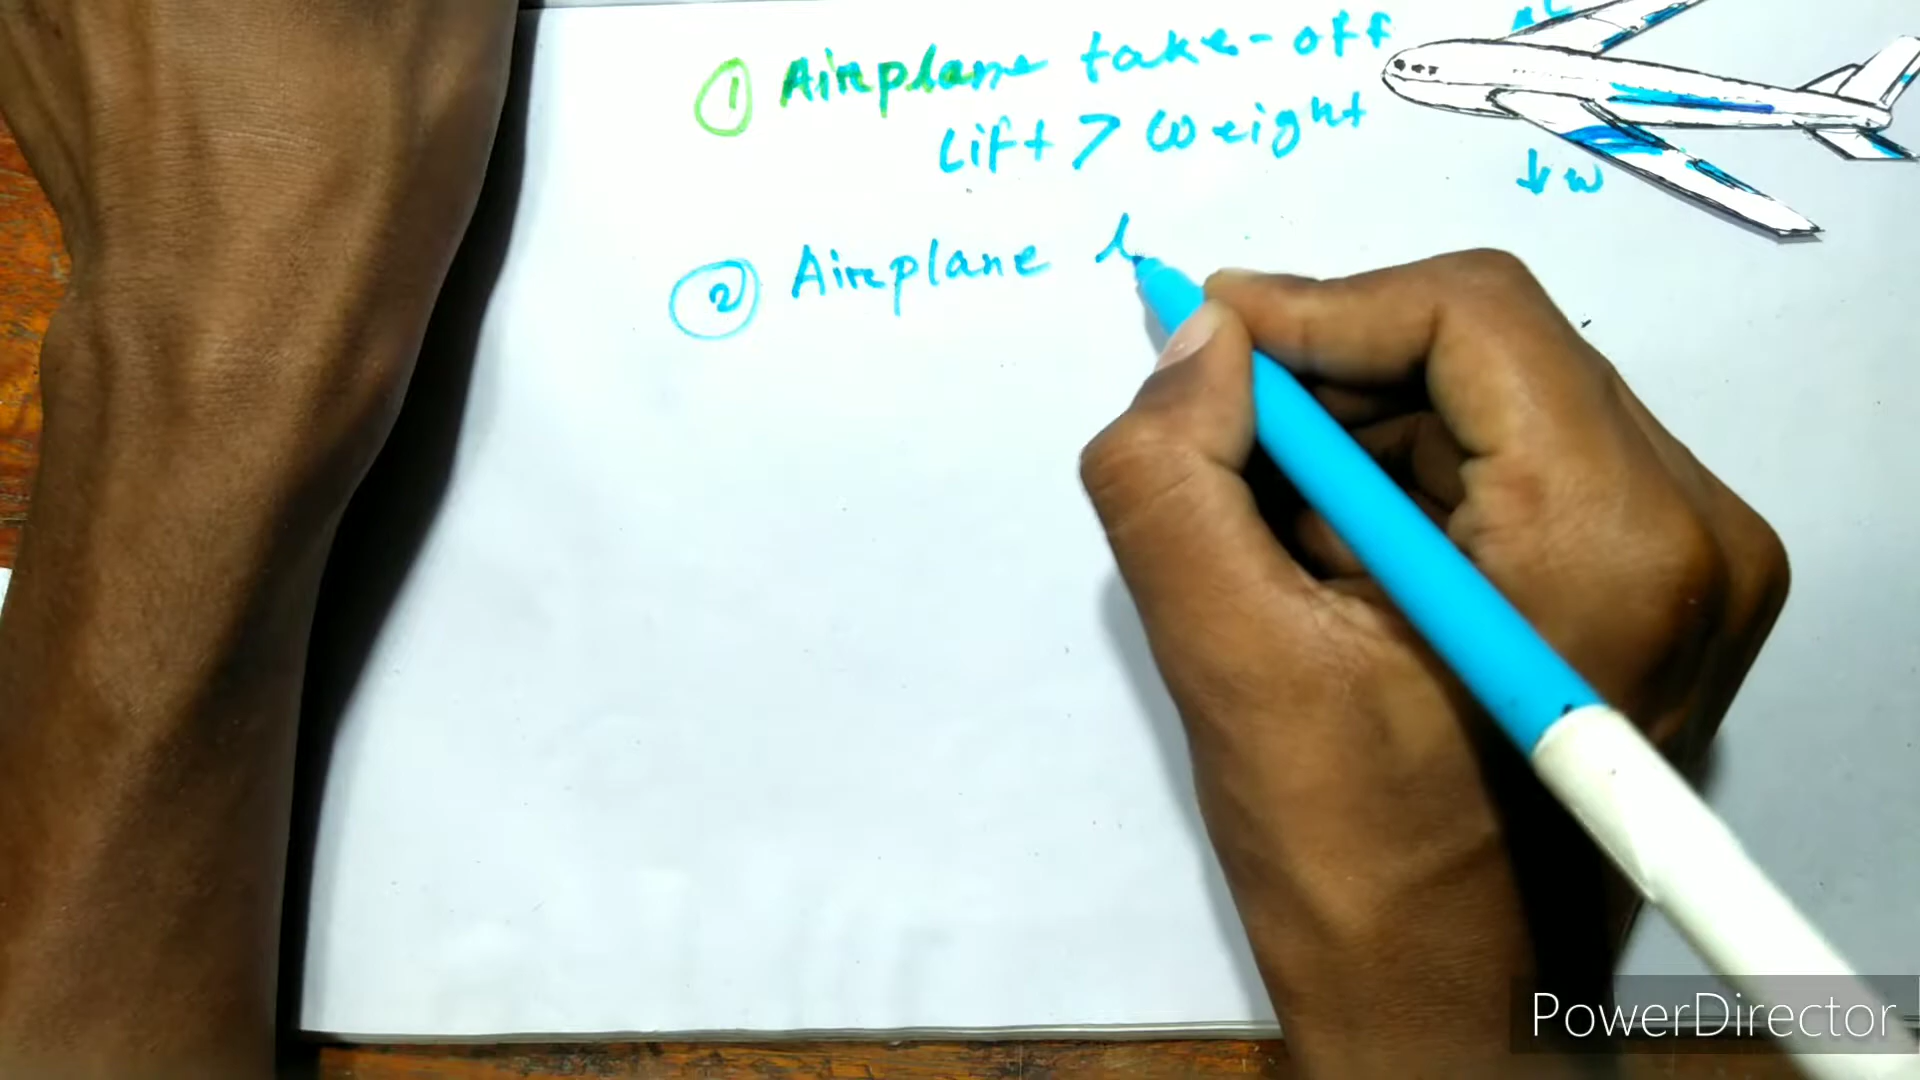 ① Airplane take-off
Lift > Weight
↓ W
② Airplane l
PowerDirector